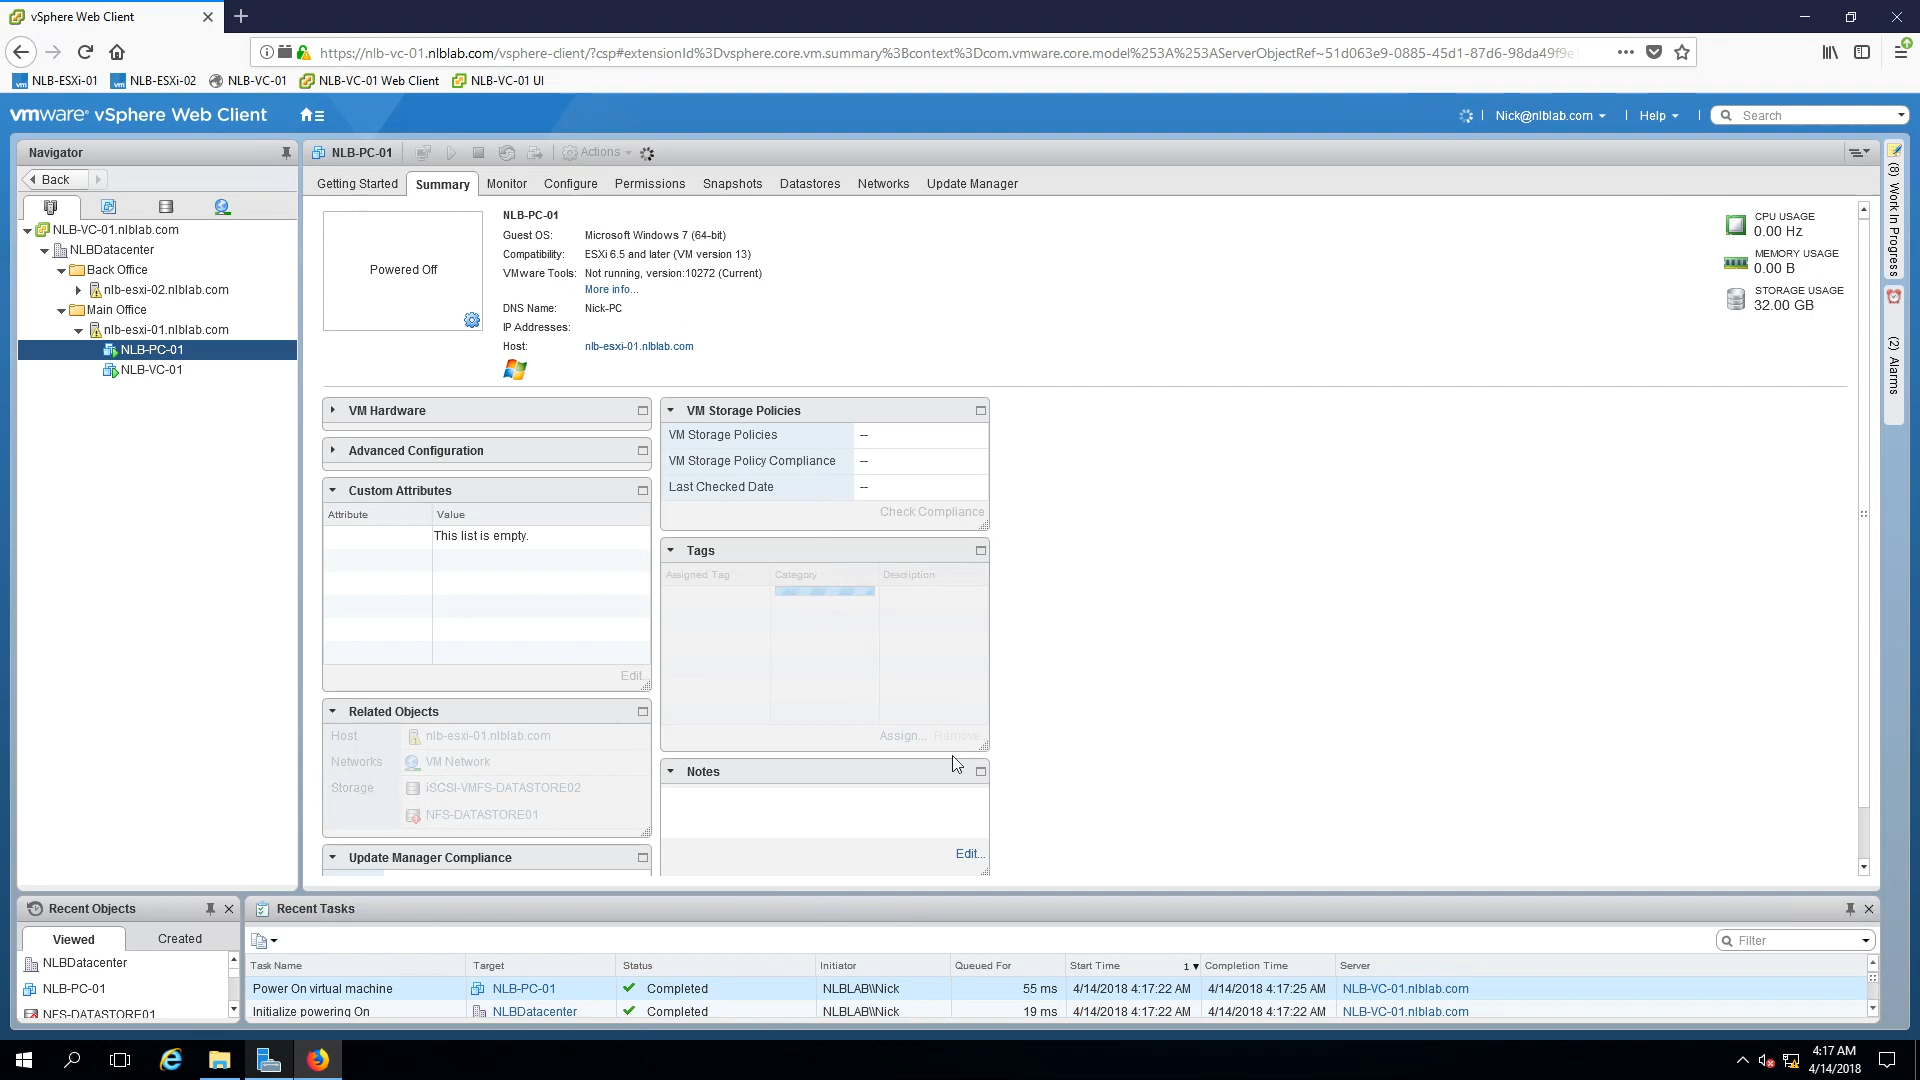 vSphere Web Client
https://nlb-vc-01.nlblab.com/vsphere-client/?csp#extensionId%3Dvsphere.core.vm.summary%3Bcontext%3Dcom.vmware.core.model%253A%253AServerObjectRef~51d063e9-0885-45d1-87d6-98da49f9e1
NLB-ESXi-01 NLB-ESXi-02 NLB-VC-01 NLB-VC-01 Web Client NLB-VC-01 UI
vmware® vSphere Web Client
Nick@nlblab.com
Help
Search
Navigator
Back
NLB-VC-01.nlblab.com
NLBDatacenter
Back Office
nlb-esxi-02.nlblab.com
Main Office
nlb-esxi-01.nlblab.com
NLB-PC-01
NLB-VC-01
NLB-PC-01
Actions
Getting Started Summary Monitor Configure Permissions Snapshots Datastores Networks Update Manager
Powered Off
NLB-PC-01
Guest OS: Microsoft Windows 7 (64-bit)
Compatibility: ESXi 6.5 and later (VM version 13)
VMware Tools: Not running, version:10272 (Current)
More info...
DNS Name: Nick-PC
IP Addresses:
Host: nlb-esxi-01.nlblab.com
CPU USAGE
0.00 Hz
MEMORY USAGE
0.00 B
STORAGE USAGE
32.00 GB
VM Hardware
Advanced Configuration
Custom Attributes
Attribute Value
This list is empty.
Edit...
Related Objects
Host nlb-esxi-01.nlblab.com
Networks VM Network
Storage iSCSI-VMFS-DATASTORE02
NFS-DATASTORE01
Update Manager Compliance
VM Storage Policies
VM Storage Policies --
VM Storage Policy Compliance --
Last Checked Date --
Check Compliance
Tags
Assigned Tag Category Description
Assign... Remove
Notes
Edit...
(8) Work In Progress
(2) Alarms
Recent Objects
Viewed Created
NLBDatacenter
NLB-PC-01
NFS-DATASTORE01
Recent Tasks
Filter
Task Name Target Status Initiator Queued For Start Time 1 Completion Time Server
Power On virtual machine NLB-PC-01 Completed NLBLAB\\Nick 55 ms 4/14/2018 4:17:22 AM 4/14/2018 4:17:25 AM NLB-VC-01.nlblab.com
Initialize powering On NLBDatacenter Completed NLBLAB\\Nick 19 ms 4/14/2018 4:17:22 AM 4/14/2018 4:17:22 AM NLB-VC-01.nlblab.com
4:17 AM
4/14/2018